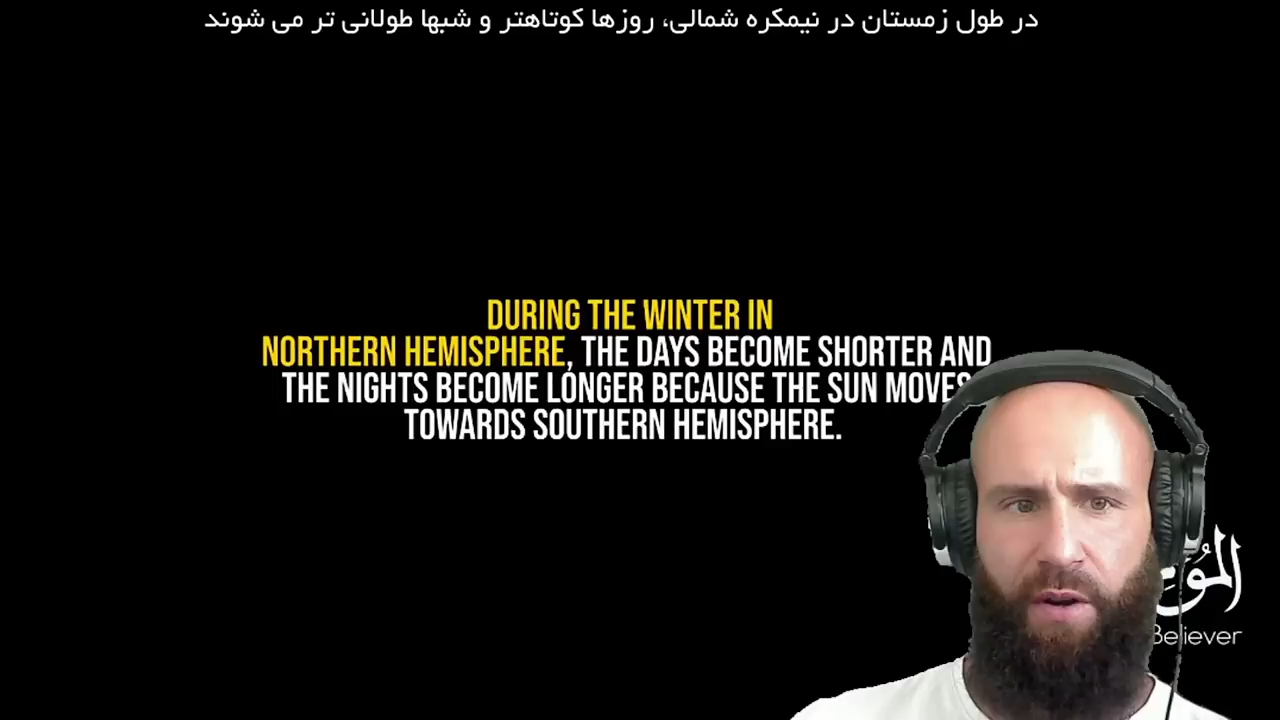 در طول زمستان در نیمکره شمالی، روزها کوتاهتر و شبها طولانی تر می شوند
DURING THE WINTER IN
NORTHERN HEMISPHERE, THE DAYS BECOME SHORTER AND
THE NIGHTS BECOME LONGER BECAUSE THE SUN MOVES
TOWARDS SOUTHERN HEMISPHERE.
Believer